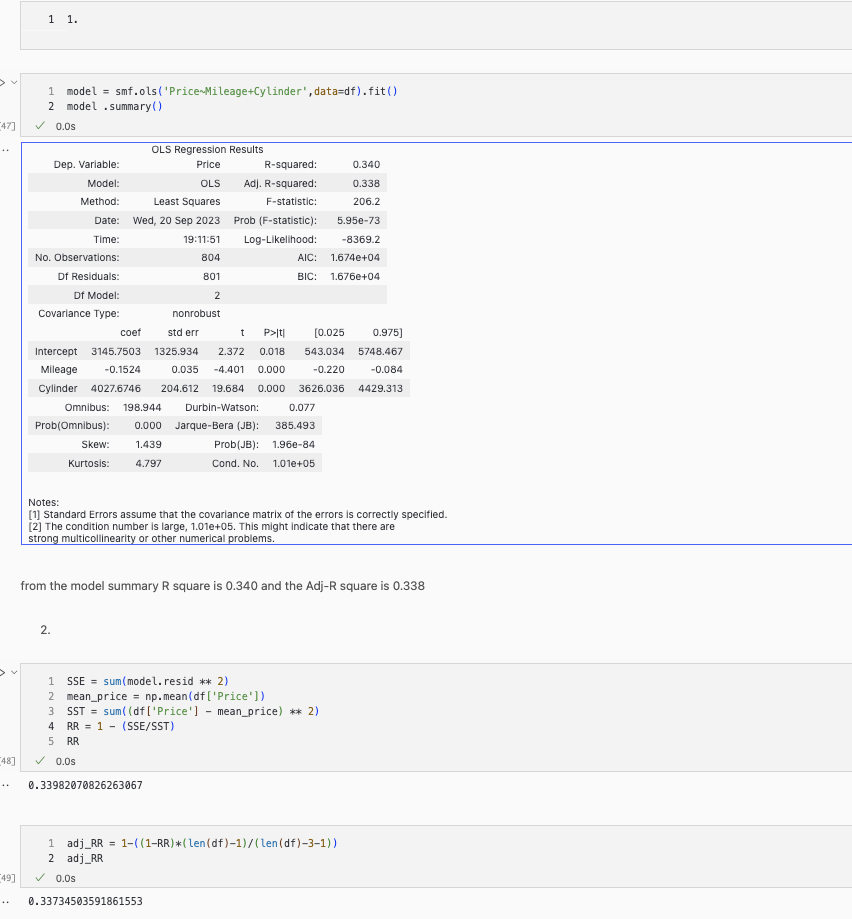 1 1.
1 model = smf.ols('Price~Mileage+Cylinder',data=df).fit()
2 model .summary()
47] ✓ 0.0s
OLS Regression Results
Dep. Variable: Price R-squared: 0.340
Model: OLS Adj. R-squared: 0.338
Method: Least Squares F-statistic: 206.2
Date: Wed, 20 Sep 2023 Prob (F-statistic): 5.95e-73
Time: 19:11:51 Log-Likelihood: -8369.2
No. Observations: 804 AIC: 1.674e+04
Df Residuals: 801 BIC: 1.676e+04
Df Model: 2
Covariance Type: nonrobust
coef std err t P>|t| [0.025 0.975]
Intercept 3145.7503 1325.934 2.372 0.018 543.034 5748.467
Mileage -0.1524 0.035 -4.401 0.000 -0.220 -0.084
Cylinder 4027.6746 204.612 19.684 0.000 3626.036 4429.313
Omnibus: 198.944 Durbin-Watson: 0.077
Prob(Omnibus): 0.000 Jarque-Bera (JB): 385.493
Skew: 1.439 Prob(JB): 1.96e-84
Kurtosis: 4.797 Cond. No. 1.01e+05
Notes:
[1] Standard Errors assume that the covariance matrix of the errors is correctly specified.
[2] The condition number is large, 1.01e+05. This might indicate that there are
strong multicollinearity or other numerical problems.
from the model summary R square is 0.340 and the Adj-R square is 0.338
2.
1 SSE = sum(model.resid ** 2)
2 mean_price = np.mean(df['Price'])
3 SST = sum((df['Price'] - mean_price) ** 2)
4 RR = 1 - (SSE/SST)
5 RR
48] ✓ 0.0s
0.33982070826263067
1 adj_RR = 1-((1-RR)*(len(df)-1)/(len(df)-3-1))
2 adj_RR
49] ✓ 0.0s
0.33734503591861553